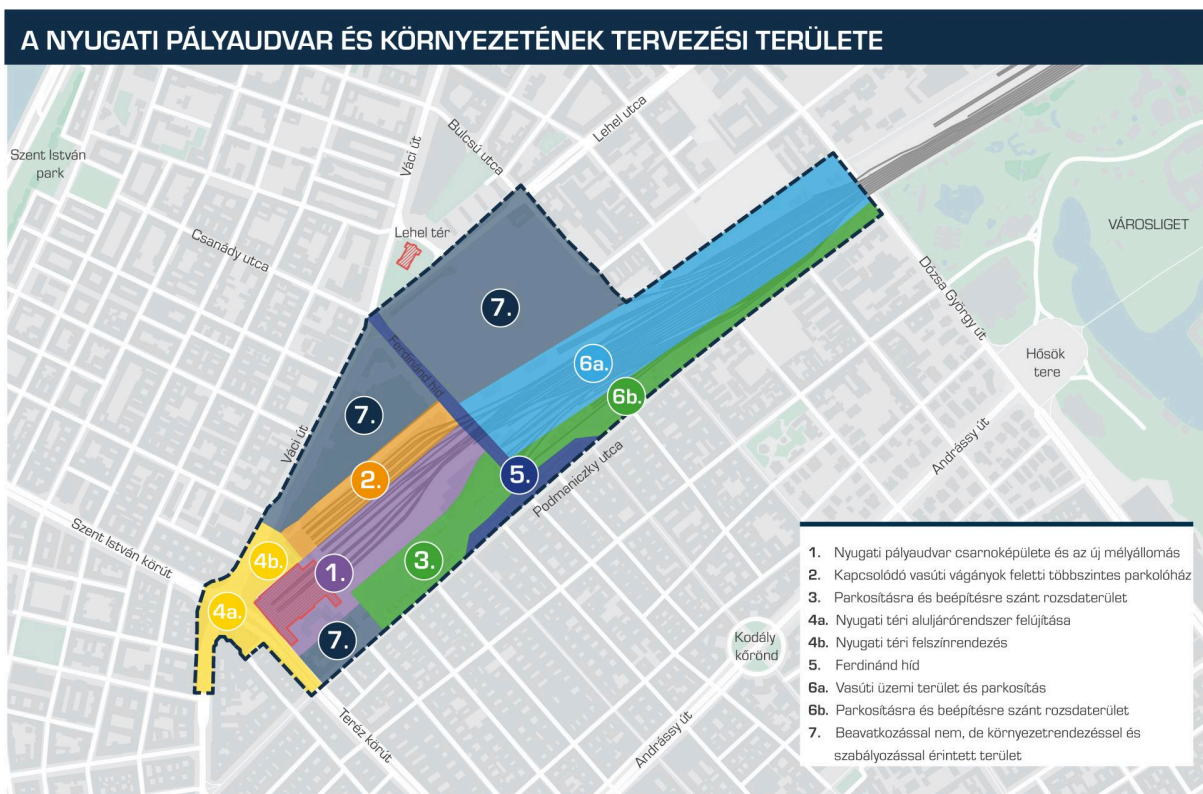 A NYUGATI PÁLYAUDVAR ÉS KÖRNYEZETÉNEK TERVEZÉSI TERÜLETE
Szent István
park
Váci út
Bulcsú utca
Lehel utca
Csanády utca
Lehel tér
VÁROSLIGET
Dózsa György út
Hősök
tere
7.
6a.
6b.
Ferdinánd híd
7.
Váci út
2.
5.
Podmaniczky utca
Andrássy út
Szent István körút
4b.
4a.
1.
3.
7.
Teréz körút
Kodály
kőrönd
Andrássy út
1. Nyugati pályaudvar csarnoképülete és az új mélyállomás
2. Kapcsolódó vasúti vágányok feletti többszintes parkolóház
3. Parkosításra és beépítésre szánt rozsdaterület
4a. Nyugati téri aluljárórendszer felújítása
4b. Nyugati téri felszínrendezés
5. Ferdinánd híd
6a. Vasúti üzemi terület és parkosítás
6b. Parkosításra és beépítésre szánt rozsdaterület
7. Beavatkozással nem, de környezetrendezéssel és
szabályozással érintett terület